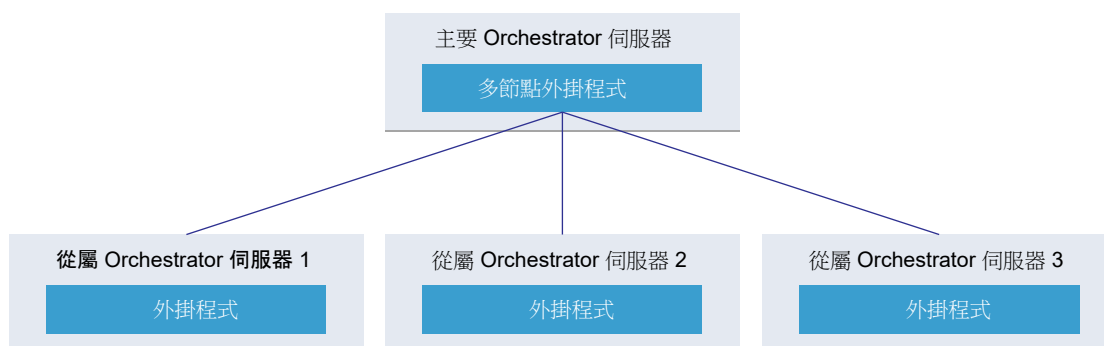 主要 Orchestrator 伺服器
多節點外掛程式
從屬 Orchestrator 伺服器 1
外掛程式
從屬 Orchestrator 伺服器 2
外掛程式
從屬 Orchestrator 伺服器 3
外掛程式